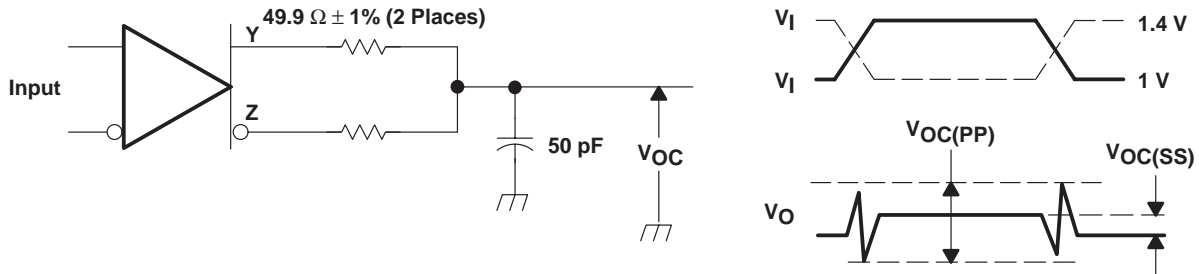 49.9 Ω ± 1% (2 Places)
Y
Input
Z
50 pF
VOC
VI
1.4 V
VI
1 V
VOC(PP)
VOC(SS)
VO